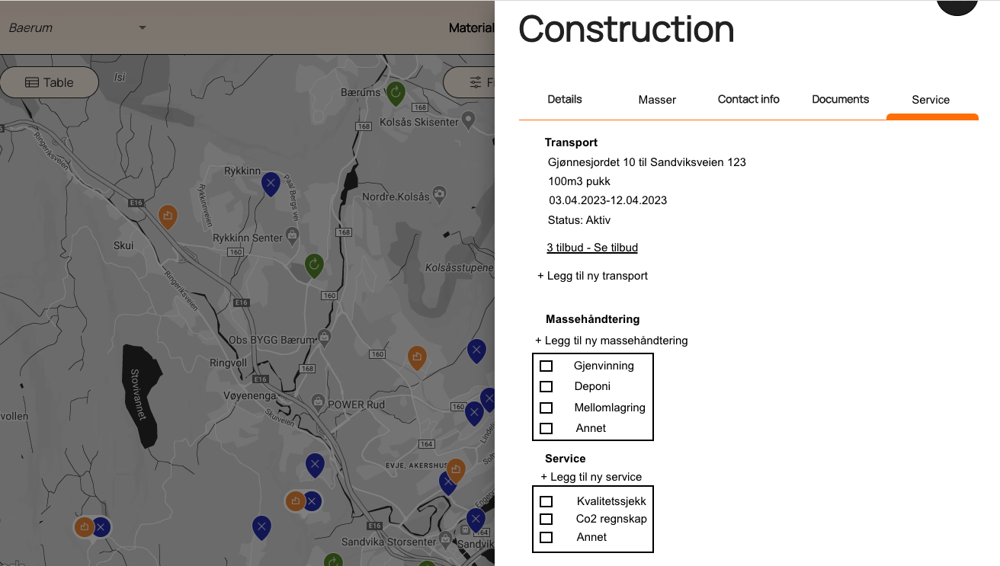 Baerum
Material
Table
Fi
Isi
Bærums
168
Kolsås Skisenter
168
Ringeriksveien
Rykkinn
Paal Bergs vei
Rykkinnveien
E16
Nordre Kolsås
168
Rykkinn Senter
Skui
160
Kolsåsstupene
Ringeriksveien
160
E16
Obs BYGG Bærum
160
Ringvoll
168
E16
Stovivannet
Vøyenenga
POWER Rud
160
vollen
Skuiveien
164
EVJE, AKERSHUS
E16
164
Sandvika Storsenter
Sandvik
Construction
Details
Masser
Contact info
Documents
Service
Transport
Gjønnesjordet 10 til Sandviksveien 123
100m3 pukk
03.04.2023-12.04.2023
Status: Aktiv
3 tilbud - Se tilbud
+ Legg til ny transport
Massehåndtering
+ Legg til ny massehåndtering
Gjenvinning
Deponi
Mellomlagring
Annet
Service
+ Legg til ny service
Kvalitetssjekk
Co2 regnskap
Annet